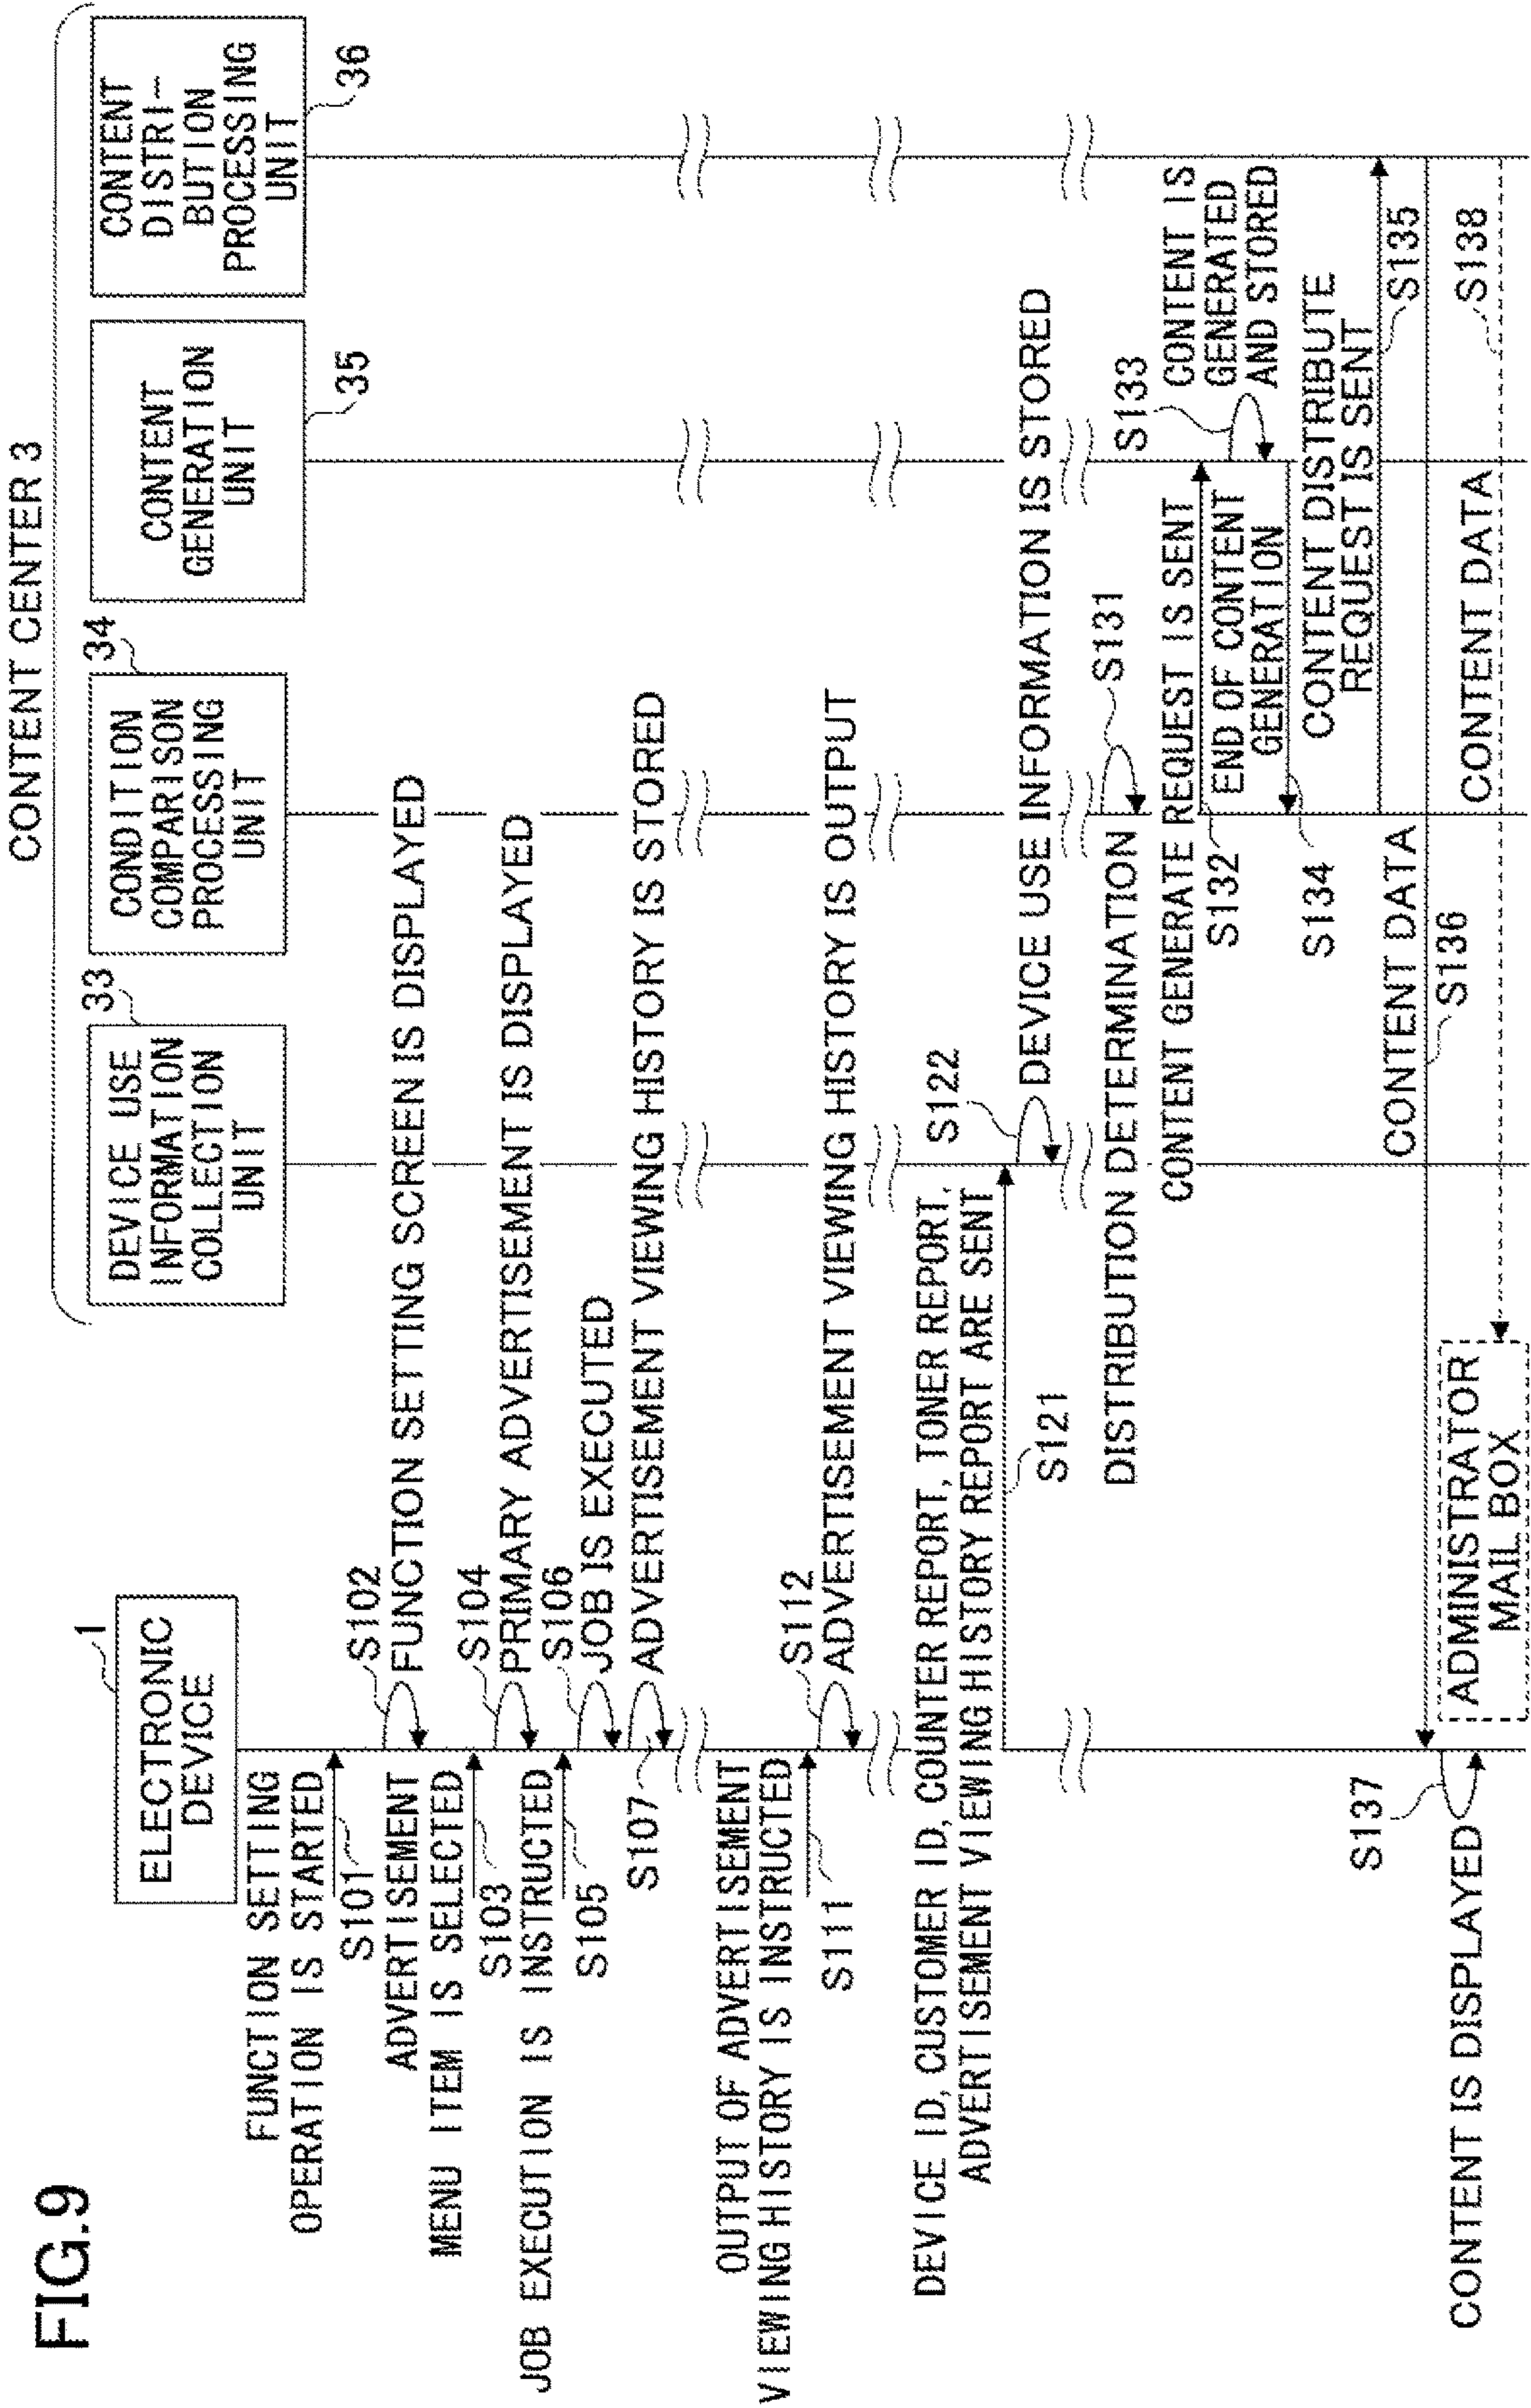 FIG.9
CONTENT CENTER 3
1
ELECTRONIC
DEVICE
33
DEVICE USE
INFORMATION
COLLECTION
UNIT
34
CONDITION
COMPARISON
PROCESSING
UNIT
35
CONTENT
GENERATION
UNIT
36
CONTENT
DISTRI-
BUTION
PROCESSING
UNIT
FUNCTION SETTING
OPERATION IS STARTED
S101
S102
FUNCTION SETTING SCREEN IS DISPLAYED
ADVERTISEMENT
MENU ITEM IS SELECTED
S103
S104
PRIMARY ADVERTISEMENT IS DISPLAYED
JOB EXECUTION IS INSTRUCTED
S105
S106
JOB IS EXECUTED
S107
ADVERTISEMENT VIEWING HISTORY IS STORED
OUTPUT OF ADVERTISEMENT
VIEWING HISTORY IS INSTRUCTED
S111
S112
ADVERTISEMENT VIEWING HISTORY IS OUTPUT
DEVICE ID, CUSTOMER ID, COUNTER REPORT, TONER REPORT,
ADVERTISEMENT VIEWING HISTORY REPORT ARE SENT
S121
S122
DEVICE USE INFORMATION IS STORED
DISTRIBUTION DETERMINATION
S131
CONTENT GENERATE REQUEST IS SENT
S132
S133
CONTENT IS
GENERATED
AND STORED
END OF CONTENT
GENERATION
S134
CONTENT DISTRIBUTE
REQUEST IS SENT
S135
CONTENT DATA
S136
S137
CONTENT IS DISPLAYED
CONTENT DATA
S138
ADMINISTRATOR
MAIL BOX